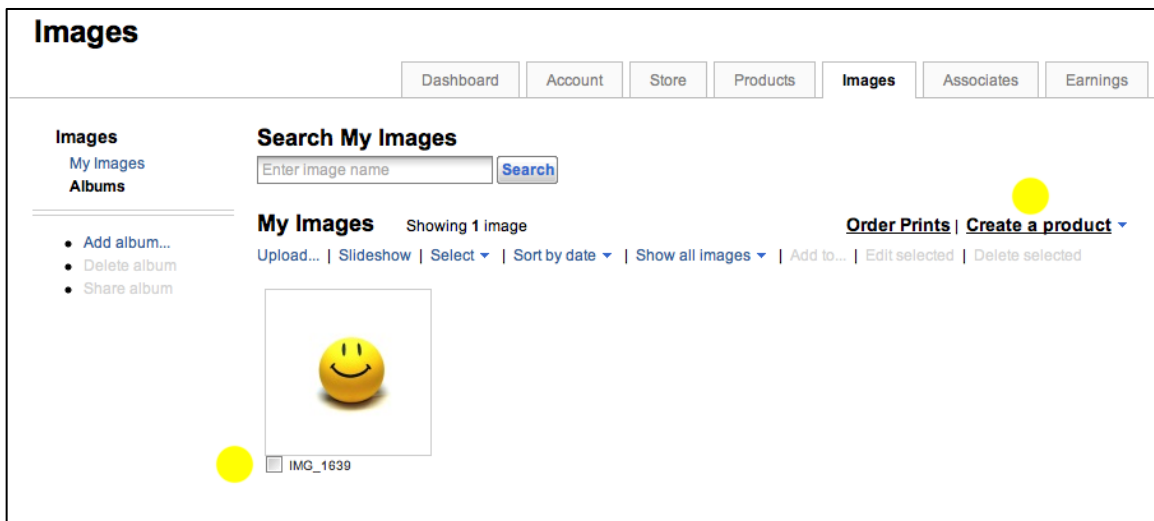 Images
Dashboard
Account
Store
Products
Images
Associates
Earnings
Images
My Images
Albums
Add album...
Delete album
Share album
Search My Images
Enter image name
Search
My Images Showing 1 image
Order Prints | Create a product
Upload... | Slideshow | Select | Sort by date | Show all images | Add to... | Edit selected | Delete selected
IMG_1639